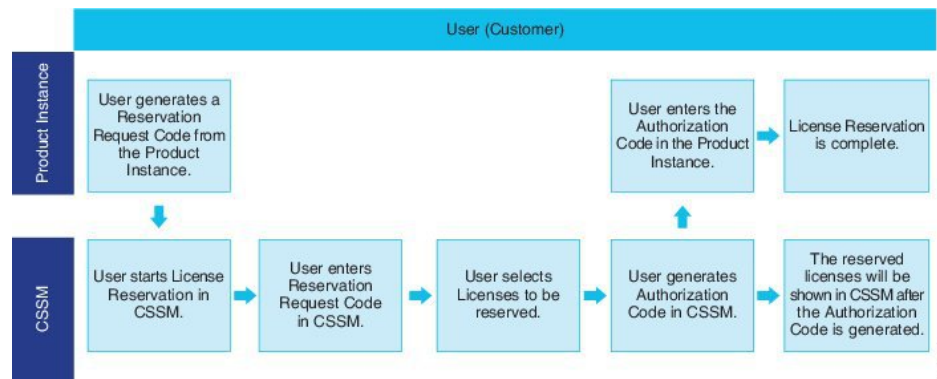 User (Customer)
Product Instance
User generates a
Reservation
Request Code from
the Product
Instance.
User enters the
Authorization
Code in the Product
Instance.
License Reservation
is complete.
CSSM
User starts License
Reservation in
CSSM.
User enters
Reservation
Request Code
in CSSM.
User selects
Licenses to be
reserved.
User generates
Authorization
Code in CSSM.
The reserved
licenses will be
shown in CSSM after
the Authorization
Code is generated.